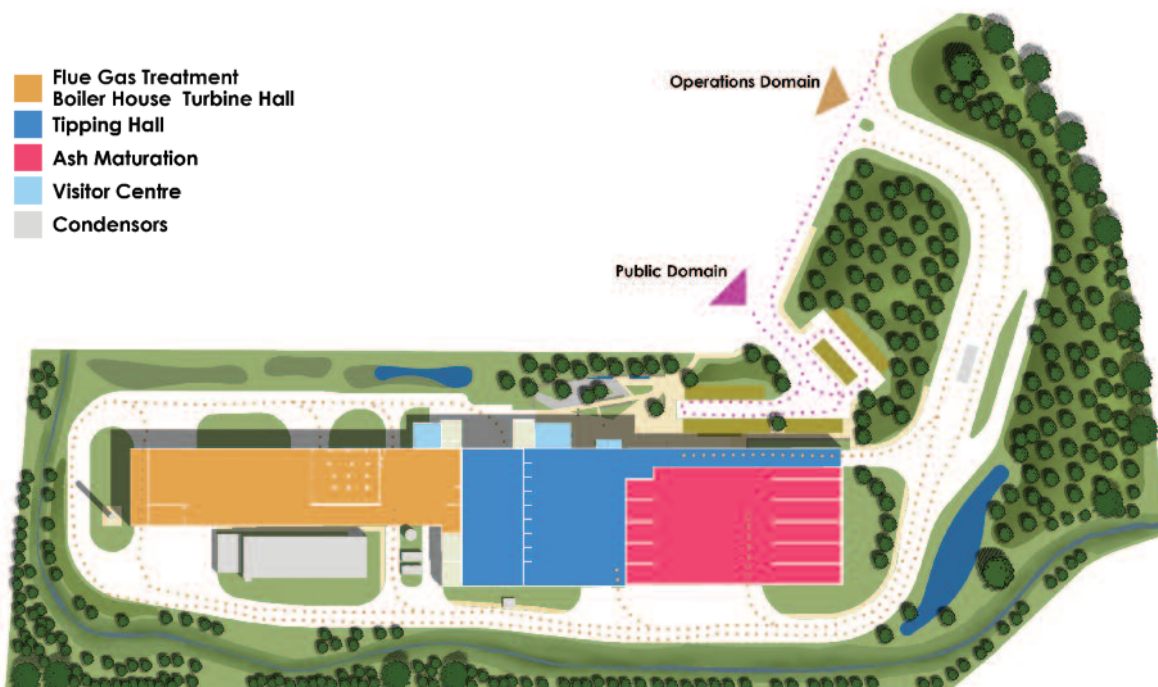 Flue Gas Treatment
Boiler House Turbine Hall
Tipping Hall
Ash Maturation
Visitor Centre
Condensors
Operations Domain
Public Domain